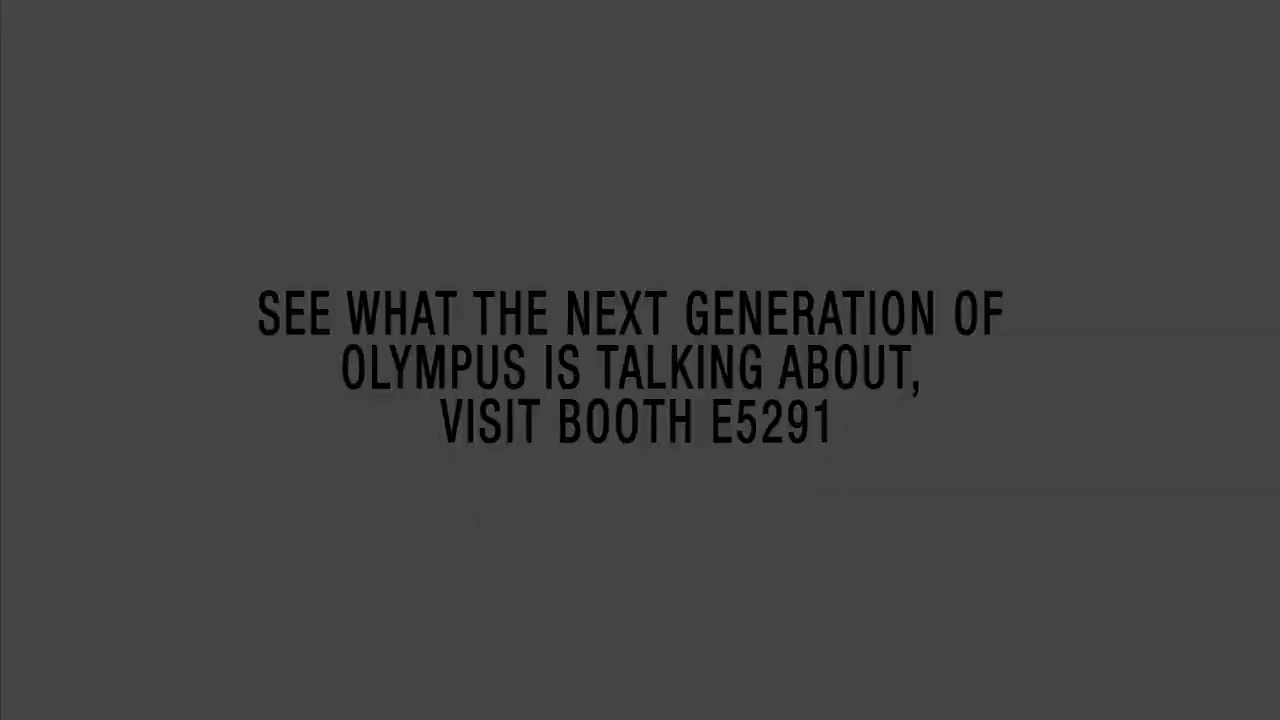 SEE WHAT THE NEXT GENERATION OF
OLYMPUS IS TALKING ABOUT,
VISIT BOOTH E5291